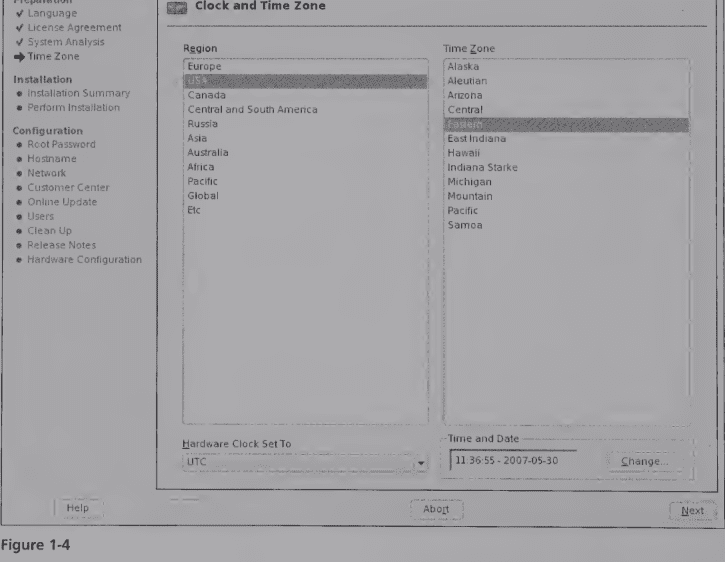 Preparation
Language
License Agreement
System Analysis
Time Zone
Installation
Installation Summary
Perform Installation
Configuration
Root Password
Hostname
Network
Customer Center
Online Update
Users
Clean Up
Release Notes
Hardware Configuration
Clock and Time Zone
Region
Europe
USA
Canada
Central and South America
Russia
Asia
Australia
Africa
Pacific
Global
Etc
Time Zone
Alaska
Aleutian
Arizona
Central
Eastern
East Indiana
Hawaii
Indiana Starke
Michigan
Mountain
Pacific
Samoa
Hardware Clock Set To
UTC
Time and Date
11:36:55 - 2007-05-30
Change...
Help
Abort
Next
Figure 1-4